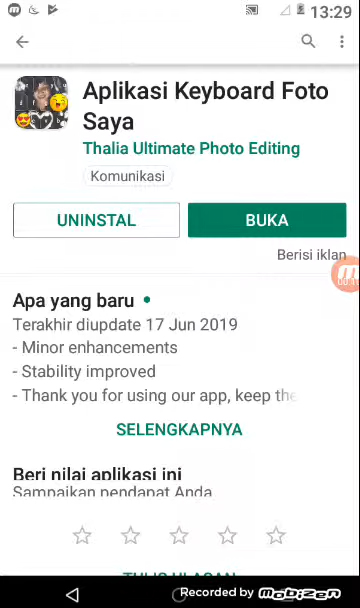 13:29
Aplikasi Keyboard Foto
Saya
Thalia Ultimate Photo Editing
Komunikasi
UNINSTAL
BUKA
Berisi iklan
Apa yang baru •
Terakhir diupdate 17 Jun 2019
- Minor enhancements
- Stability improved
- Thank you for using our app, keep the
SELENGKAPNYA
Beri nilai aplikasi ini
Sampaikan pendapat Anda
TULIS ULASAN
Recorded by mobizen